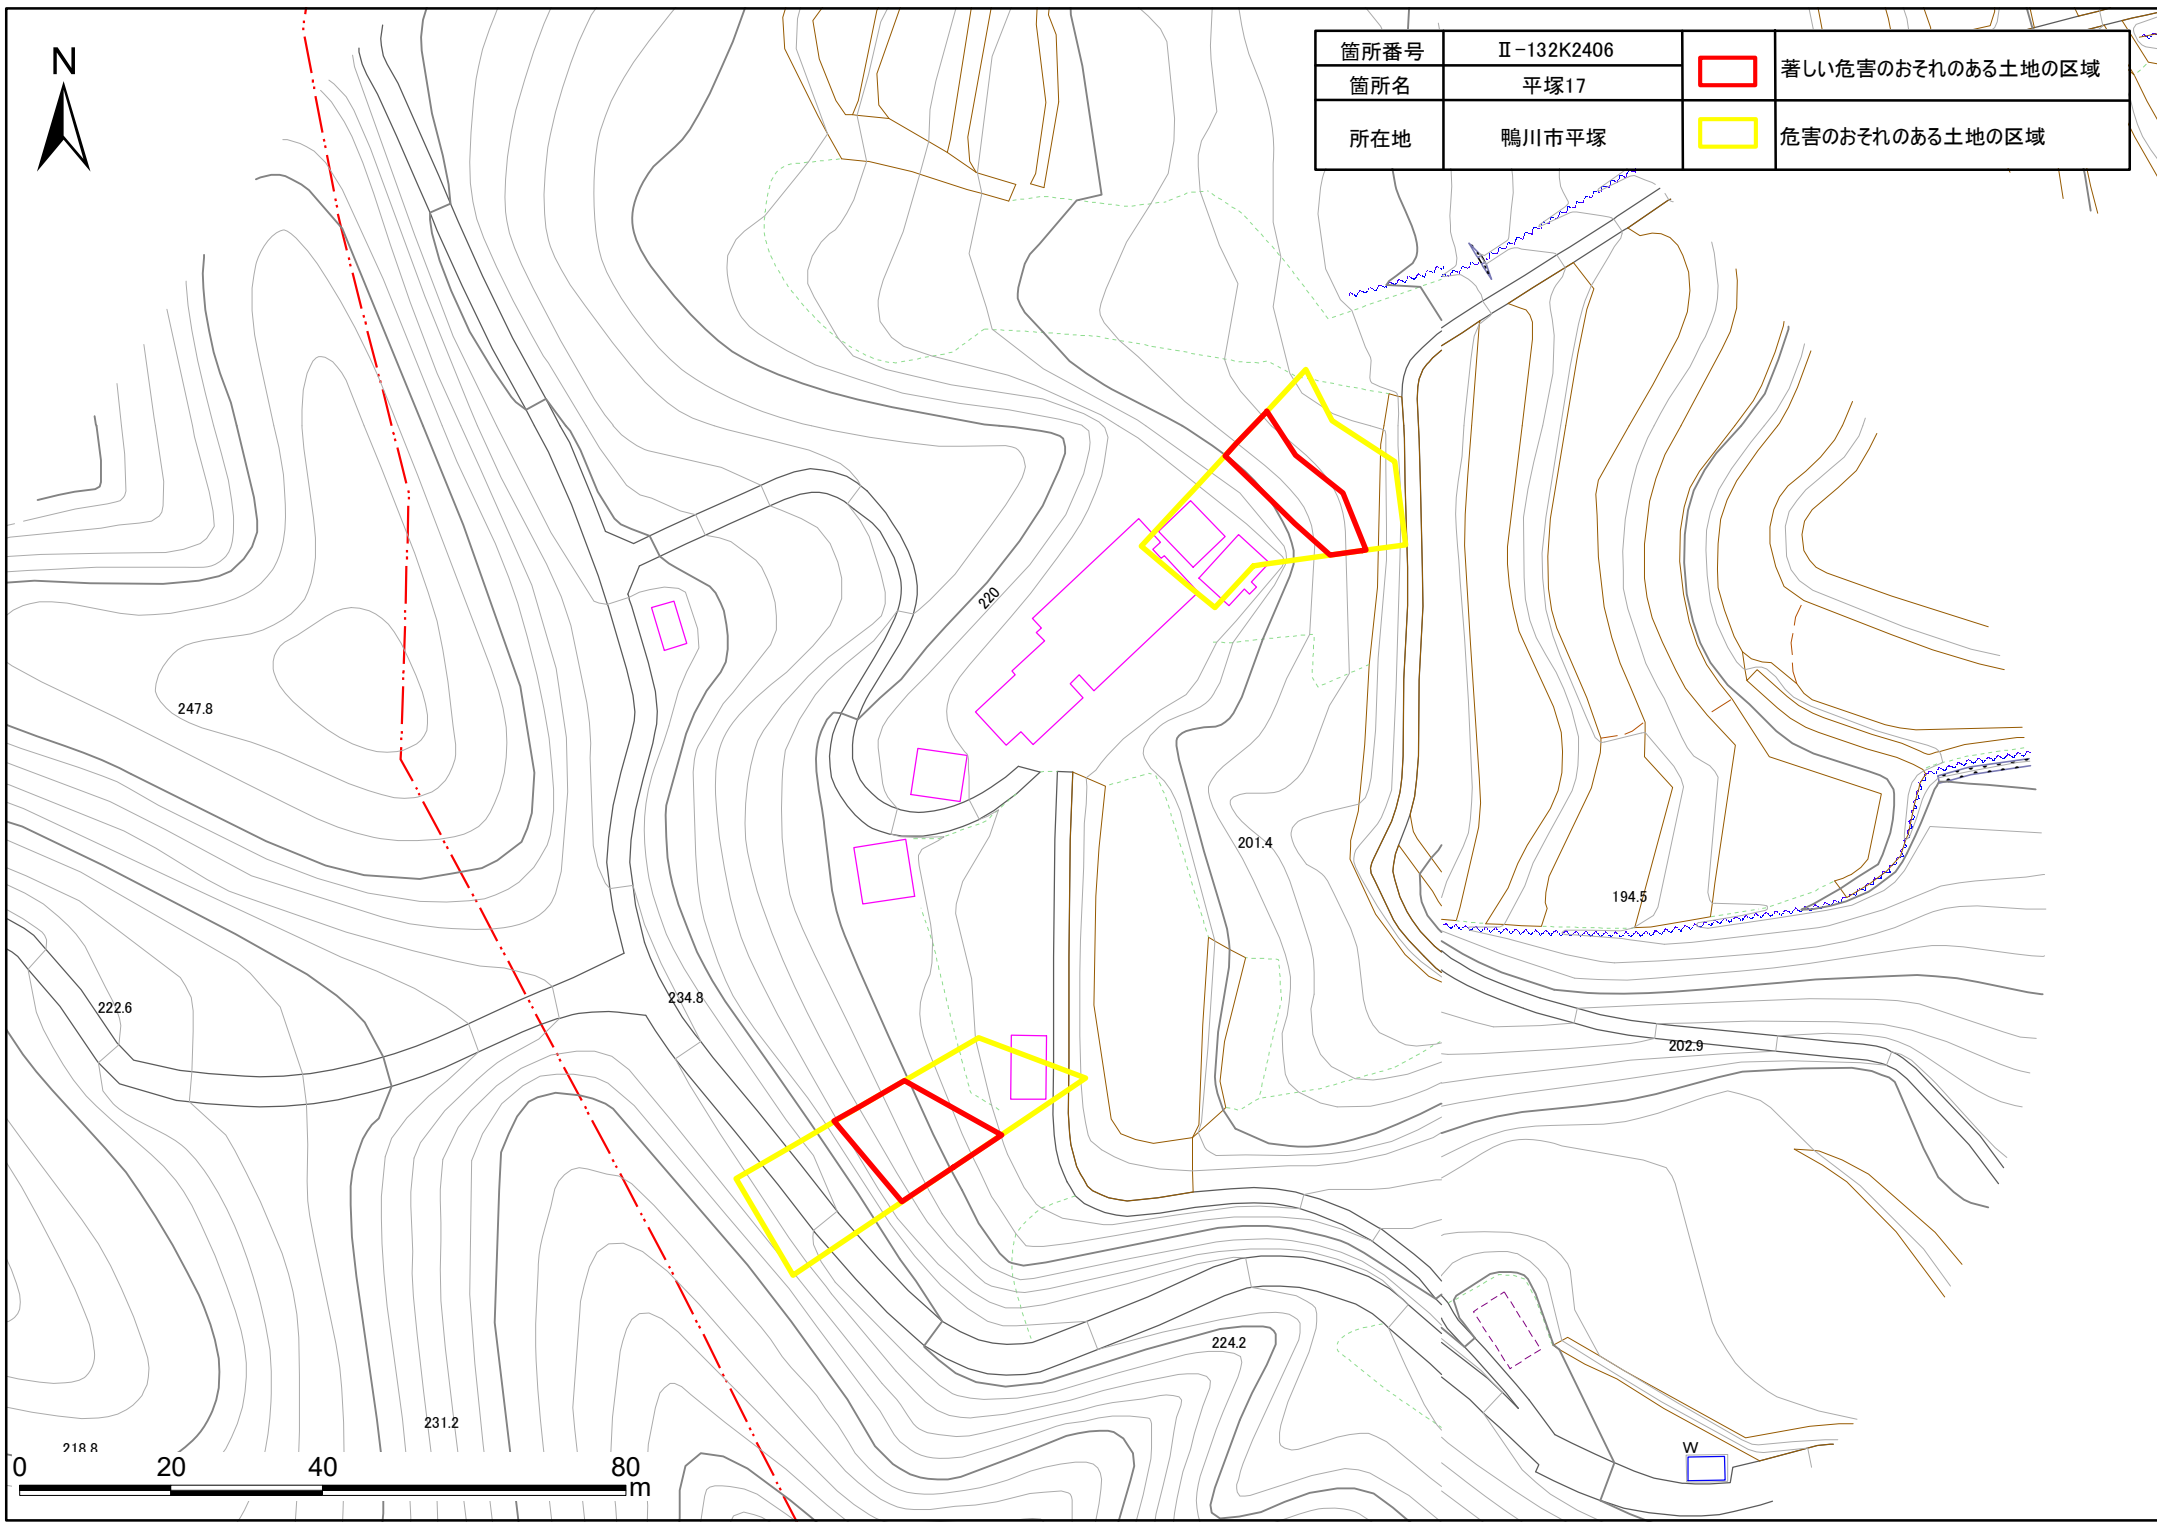 N
箇所番号 Ⅱ-132K2406 著しい危害のおそれのある土地の区域
箇所名 平塚17
所在地 鴨川市平塚 危害のおそれのある土地の区域
220
247.8
201.4
194.5
234.8
222.6
202.9
224.2
231.2
218.8
W
0 20 40 80
m